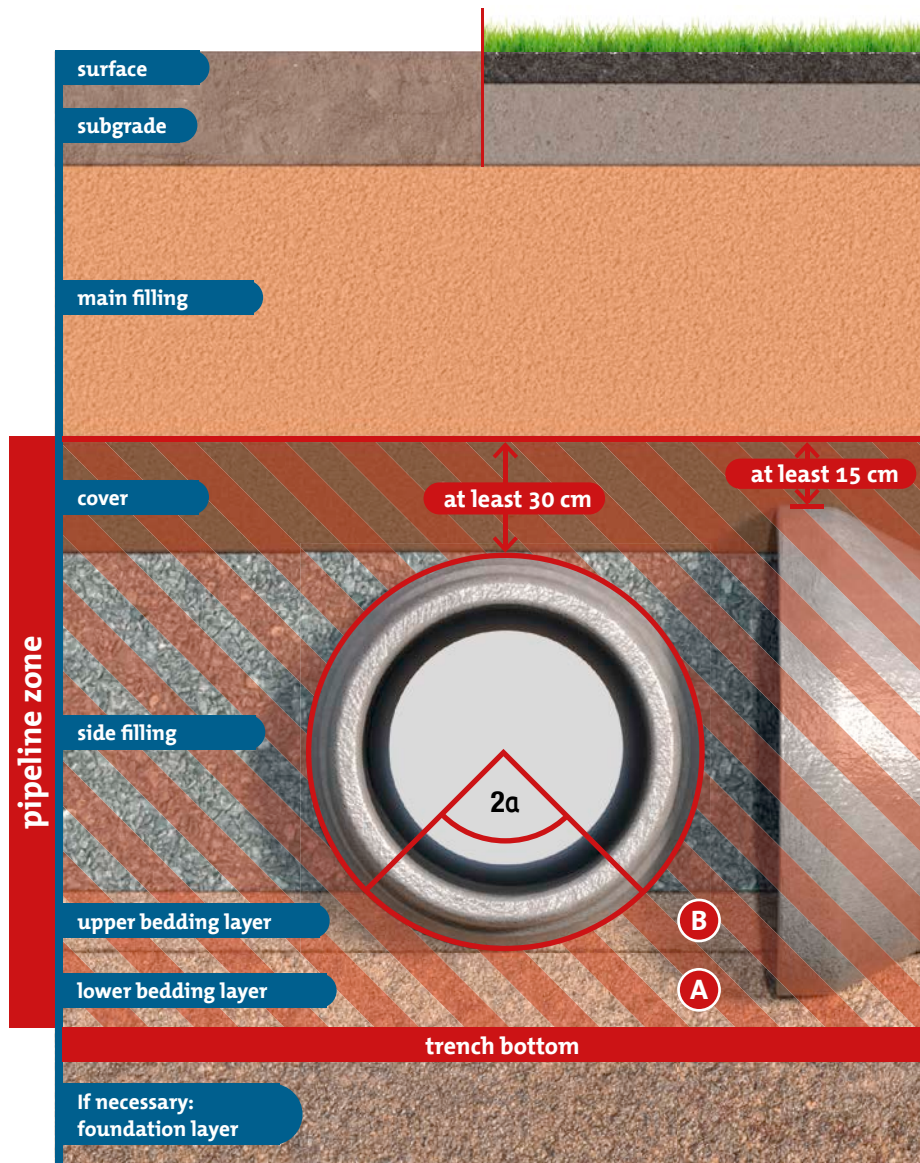 surface
subgrade
main filling
cover
at least 30 cm
at least 15 cm
pipeline zone
side filling
2a
upper bedding layer
B
lower bedding layer
A
trench bottom
If necessary:
foundation layer